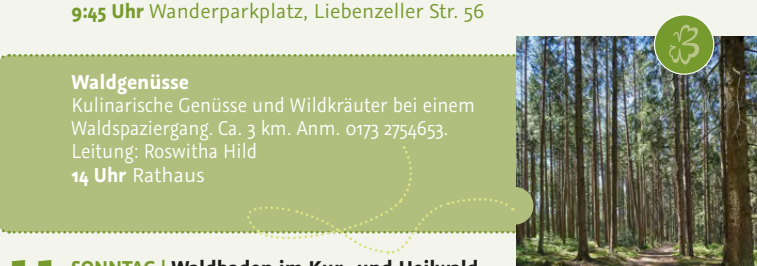 9:45 Uhr Wanderparkplatz, Liebenzeller Str. 56
Waldgenüsse
Kulinarische Genüsse und Wildkräuter bei einem
Waldspaziergang. Ca. 3 km. Anm. 0173 2754653.
Leitung: Roswitha Hild
14 Uhr Rathaus
SONNTAG | Waldbaden im Kur- und Heilwald